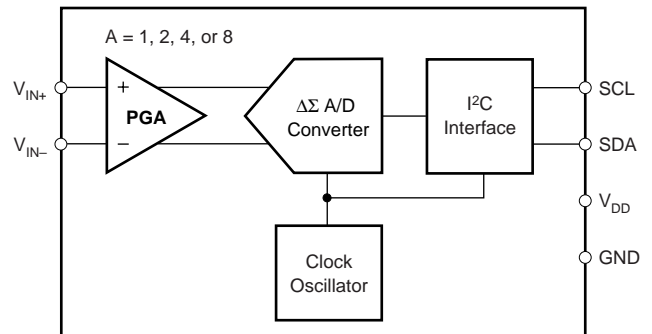 A = 1, 2, 4, or 8
V_IN+
V_IN–
+
PGA
–
ΔΣ A/D
Converter
I²C
Interface
SCL
SDA
V_DD
GND
Clock
Oscillator